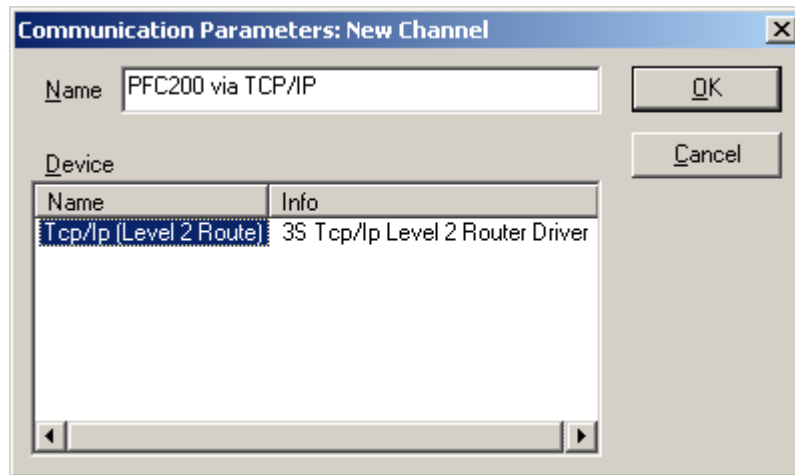 Communication Parameters: New Channel
Name PFC200 via TCP/IP OK
Cancel
Device
Name Info
Tcp/Ip (Level 2 Route) 3S Tcp/Ip Level 2 Router Driver